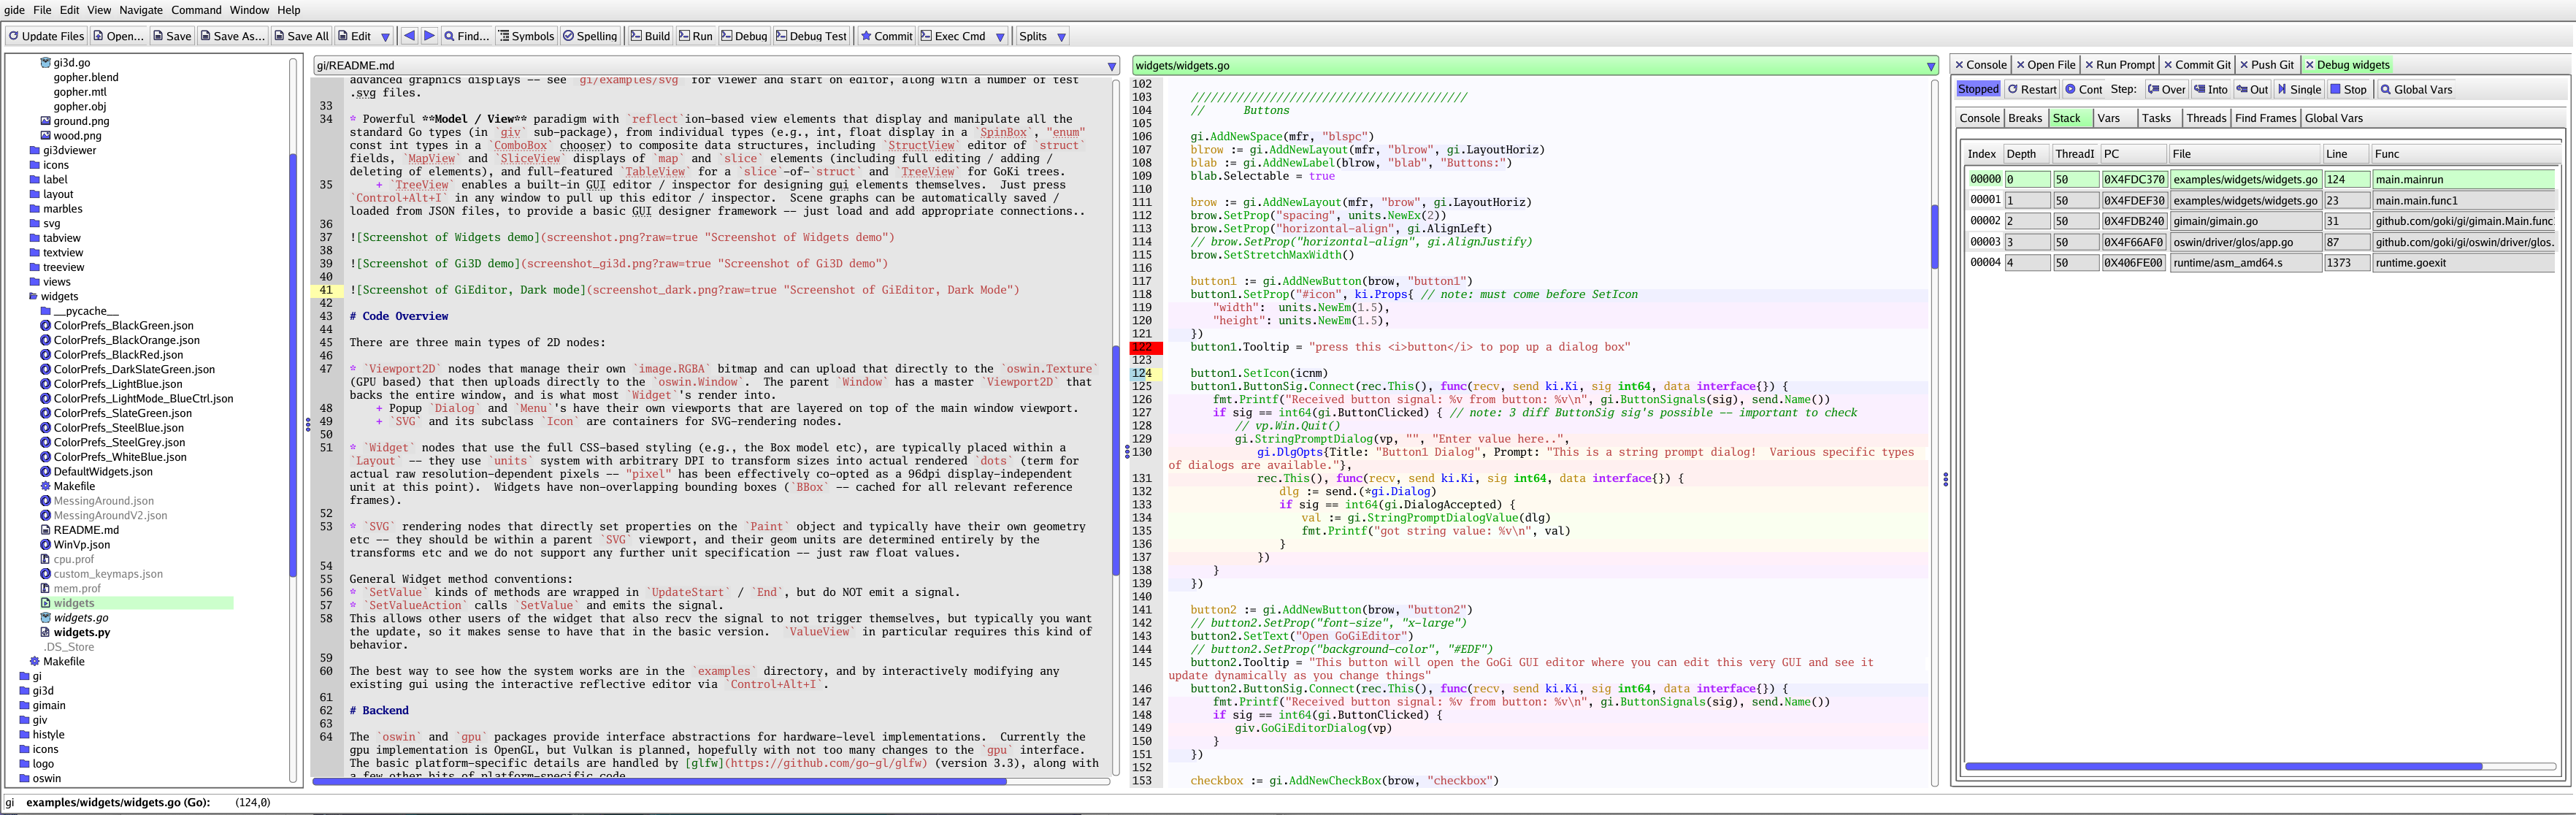 gide File Edit View Navigate Command Window Help
Update Files Open... Save Save As... Save All Edit Find... Symbols Spelling Build Run Debug Debug Test Commit Exec Cmd Splits
gi3d.go
gopher.blend
gopher.mtl
gopher.obj
ground.png
wood.png
gi3dviewer
icons
label
layout
marbles
svg
tabview
textview
treeview
views
widgets
__pycache__
ColorPrefs_BlackGreen.json
ColorPrefs_BlackOrange.json
ColorPrefs_BlackRed.json
ColorPrefs_DarkSlateGreen.json
ColorPrefs_LightBlue.json
ColorPrefs_LightMode_BlueCtrl.json
ColorPrefs_SlateGreen.json
ColorPrefs_SteelBlue.json
ColorPrefs_SteelGrey.json
ColorPrefs_WhiteBlue.json
DefaultWidgets.json
Makefile
MessingAround.json
MessingAroundV2.json
README.md
WinVp.json
cpu.prof
custom_keymaps.json
mem.prof
widgets
widgets.go
widgets.py
.DS_Store
Makefile
gi
gi3d
gimain
giv
histyle
icons
logo
oswin
gi/README.md
advanced graphics displays -- see `gi/examples/svg` for viewer and start on editor, along with a number of test
.svg files.
33
34 * Powerful **Model / View** paradigm with `reflect`ion-based view elements that display and manipulate all the
standard Go types (in `giv` sub-package), from individual types (e.g., int, float display in a `SpinBox`, "enum"
const int types in a `ComboBox` chooser) to composite data structures, including `StructView` editor of `struct`
fields, `MapView` and `SliceView` displays of `map` and `slice` elements (including full editing / adding /
deleting of elements), and full-featured `TableView` for a `slice`-of-`struct` and `TreeView` for GoKi trees.
35 + `TreeView` enables a built-in GUI editor / inspector for designing gui elements themselves.  Just press
`Control+Alt+I` in any window to pull up this editor / inspector.  Scene graphs can be automatically saved /
loaded from JSON files, to provide a basic GUI designer framework -- just load and add appropriate connections..
36
37 ![Screenshot of Widgets demo](screenshot.png?raw=true "Screenshot of Widgets demo")
38
39 ![Screenshot of Gi3D demo](screenshot_gi3d.png?raw=true "Screenshot of Gi3D demo")
40
41 ![Screenshot of GiEditor, Dark mode](screenshot_dark.png?raw=true "Screenshot of GiEditor, Dark Mode")
42
43 # Code Overview
44
45 There are three main types of 2D nodes:
46
47 * `Viewport2D` nodes that manage their own `image.RGBA` bitmap and can upload that directly to the `oswin.Texture`
(GPU based) that then uploads directly to the `oswin.Window`.  The parent `Window` has a master `Viewport2D` that
backs the entire window, and is what most `Widget`'s render into.
48 + Popup `Dialog` and `Menu`'s have their own viewports that are layered on top of the main window viewport.
49 + `SVG` and its subclass `Icon` are containers for SVG-rendering nodes.
50
51 * `Widget` nodes that use the full CSS-based styling (e.g., the Box model etc), are typically placed within a
`Layout` -- they use `units` system with arbitrary DPI to transform sizes into actual rendered `dots` (term for
actual raw resolution-dependent pixels -- "pixel" has been effectively co-opted as a 96dpi display-independent
unit at this point).  Widgets have non-overlapping bounding boxes (`BBox` -- cached for all relevant reference
frames).
52
53 * `SVG` rendering nodes that directly set properties on the `Paint` object and typically have their own geometry
etc -- they should be within a parent `SVG` viewport, and their geom units are determined entirely by the
transforms etc and we do not support any further unit specification -- just raw float values.
54
55 General Widget method conventions:
56 * `SetValue` kinds of methods are wrapped in `UpdateStart` / `End`, but do NOT emit a signal.
57 * `SetValueAction` calls `SetValue` and emits the signal.
58 This allows other users of the widget that also recv the signal to not trigger themselves, but typically you want
the update, so it makes sense to have that in the basic version.  `ValueView` in particular requires this kind of
behavior.
59
60 The best way to see how the system works are in the `examples` directory, and by interactively modifying any
existing gui using the interactive reflective editor via `Control+Alt+I`.
61
62 # Backend
63
64 The `oswin` and `gpu` packages provide interface abstractions for hardware-level implementations.  Currently the
gpu implementation is OpenGL, but Vulkan is planned, hopefully with not too many changes to the `gpu` interface.
The basic platform-specific details are handled by [glfw](https://github.com/go-gl/glfw) (version 3.3), along with
a few other bits of platform-specific code.
widgets/widgets.go
102
103 //////////////////////////////////////////
104 //      Buttons
105
106 gi.AddNewSpace(mfr, "blspc")
107 blrow := gi.AddNewLayout(mfr, "blrow", gi.LayoutHoriz)
108 blab := gi.AddNewLabel(blrow, "blab", "Buttons:")
109 blab.Selectable = true
110
111 brow := gi.AddNewLayout(mfr, "brow", gi.LayoutHoriz)
112 brow.SetProp("spacing", units.NewEx(2))
113 brow.SetProp("horizontal-align", gi.AlignLeft)
114 // brow.SetProp("horizontal-align", gi.AlignJustify)
115 brow.SetStretchMaxWidth()
116
117 button1 := gi.AddNewButton(brow, "button1")
118 button1.SetProp("#icon", ki.Props{ // note: must come before SetIcon
119 "width":  units.NewEm(1.5),
120 "height": units.NewEm(1.5),
121 })
122 button1.Tooltip = "press this <i>button</i> to pop up a dialog box"
123
124 button1.SetIcon(icnm)
125 button1.ButtonSig.Connect(rec.This(), func(recv, send ki.Ki, sig int64, data interface{}) {
126 fmt.Printf("Received button signal: %v from button: %v\n", gi.ButtonSignals(sig), send.Name())
127 if sig == int64(gi.ButtonClicked) { // note: 3 diff ButtonSig sig's possible -- important to check
128 // vp.Win.Quit()
129 gi.StringPromptDialog(vp, "", "Enter value here..",
130 gi.DlgOpts{Title: "Button1 Dialog", Prompt: "This is a string prompt dialog!  Various specific types
of dialogs are available."},
131 rec.This(), func(recv, send ki.Ki, sig int64, data interface{}) {
132 dlg := send.(*gi.Dialog)
133 if sig == int64(gi.DialogAccepted) {
134 val := gi.StringPromptDialogValue(dlg)
135 fmt.Printf("got string value: %v\n", val)
136 }
137 })
138 }
139 })
140
141 button2 := gi.AddNewButton(brow, "button2")
142 // button2.SetProp("font-size", "x-large")
143 button2.SetText("Open GoGiEditor")
144 // button2.SetProp("background-color", "#EDF")
145 button2.Tooltip = "This button will open the GoGi GUI editor where you can edit this very GUI and see it
update dynamically as you change things"
146 button2.ButtonSig.Connect(rec.This(), func(recv, send ki.Ki, sig int64, data interface{}) {
147 fmt.Printf("Received button signal: %v from button: %v\n", gi.ButtonSignals(sig), send.Name())
148 if sig == int64(gi.ButtonClicked) {
149 giv.GoGiEditorDialog(vp)
150 }
151 })
152
153 checkbox := gi.AddNewCheckBox(brow, "checkbox")
Console Open File Run Prompt Commit Git Push Git Debug widgets
Stopped Restart Cont Step: Over Into Out Single Stop Global Vars
Console Breaks Stack Vars Tasks Threads Find Frames Global Vars
Index Depth ThreadI PC File Line Func
00000 0 50 0X4FDC370 examples/widgets/widgets.go 124 main.mainrun
00001 1 50 0X4FDEF30 examples/widgets/widgets.go 23 main.main.func1
00002 2 50 0X4FDB240 gimain/gimain.go 31 github.com/goki/gi/gimain.Main.func
00003 3 50 0X4F66AF0 oswin/driver/glos/app.go 87 github.com/goki/gi/oswin/driver/glos.
00004 4 50 0X406FE00 runtime/asm_amd64.s 1373 runtime.goexit
gi examples/widgets/widgets.go (Go): (124,0)